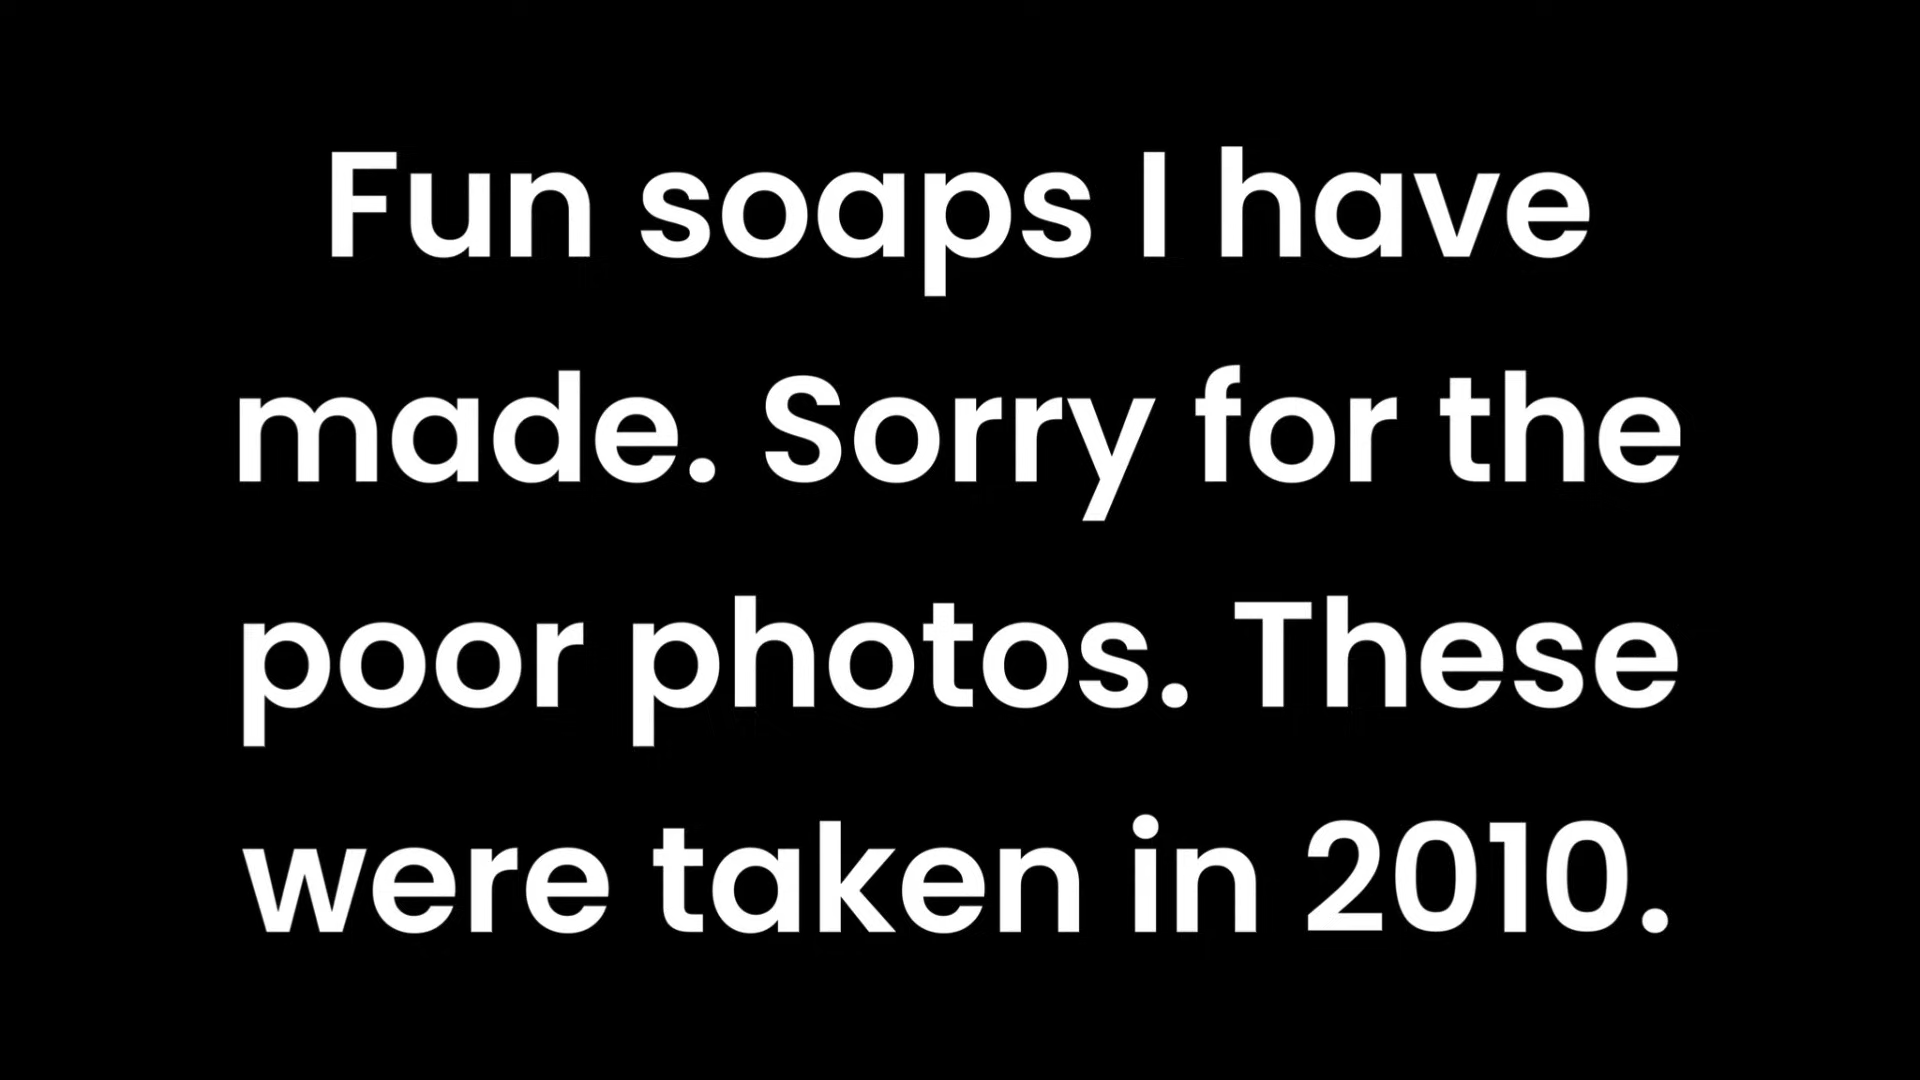 Fun soaps I have
made. Sorry for the
poor photos. These
were taken in 2010.